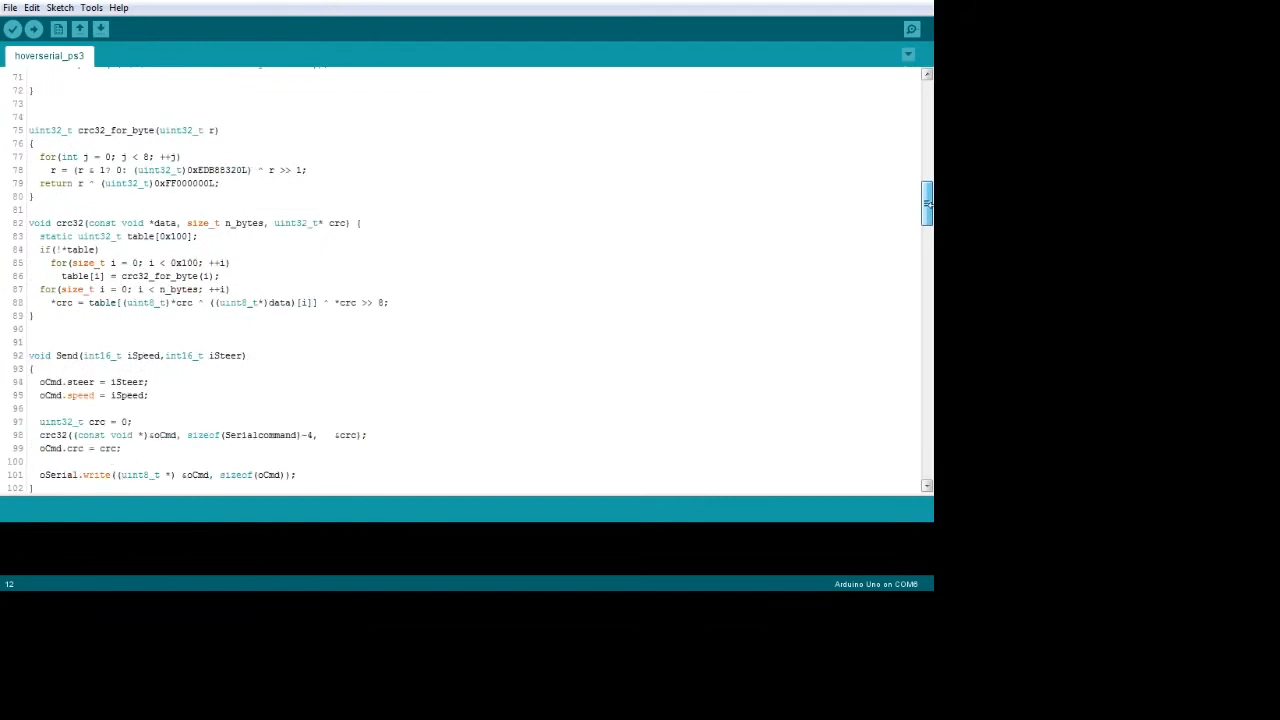 File Edit Sketch Tools Help
hoverserial_ps3
71
72 }
73
74
75 uint32_t crc32_for_byte(uint32_t r)
76 {
77 for(int j = 0; j < 8; ++j)
78 r = (r & 1? 0: (uint32_t)0xEDB88320L) ^ r >> 1;
79 return r ^ (uint32_t)0xFF000000L;
80 }
81
82 void crc32(const void *data, size_t n_bytes, uint32_t* crc) {
83 static uint32_t table[0x100];
84 if(!*table)
85 for(size_t i = 0; i < 0x100; ++i)
86 table[i] = crc32_for_byte(i);
87 for(size_t i = 0; i < n_bytes; ++i)
88 *crc = table[(uint8_t)*crc ^ ((uint8_t*)data)[i]] ^ *crc >> 8;
89 }
90
91
92 void Send(int16_t iSpeed,int16_t iSteer)
93 {
94 oCmd.steer = iSteer;
95 oCmd.speed = iSpeed;
96
97 uint32_t crc = 0;
98 crc32((const void *)&oCmd, sizeof(Serialcommand)-4, &crc);
99 oCmd.crc = crc;
100
101 oSerial.write((uint8_t *) &oCmd, sizeof(oCmd));
102 }
12 Arduino Uno on COM6